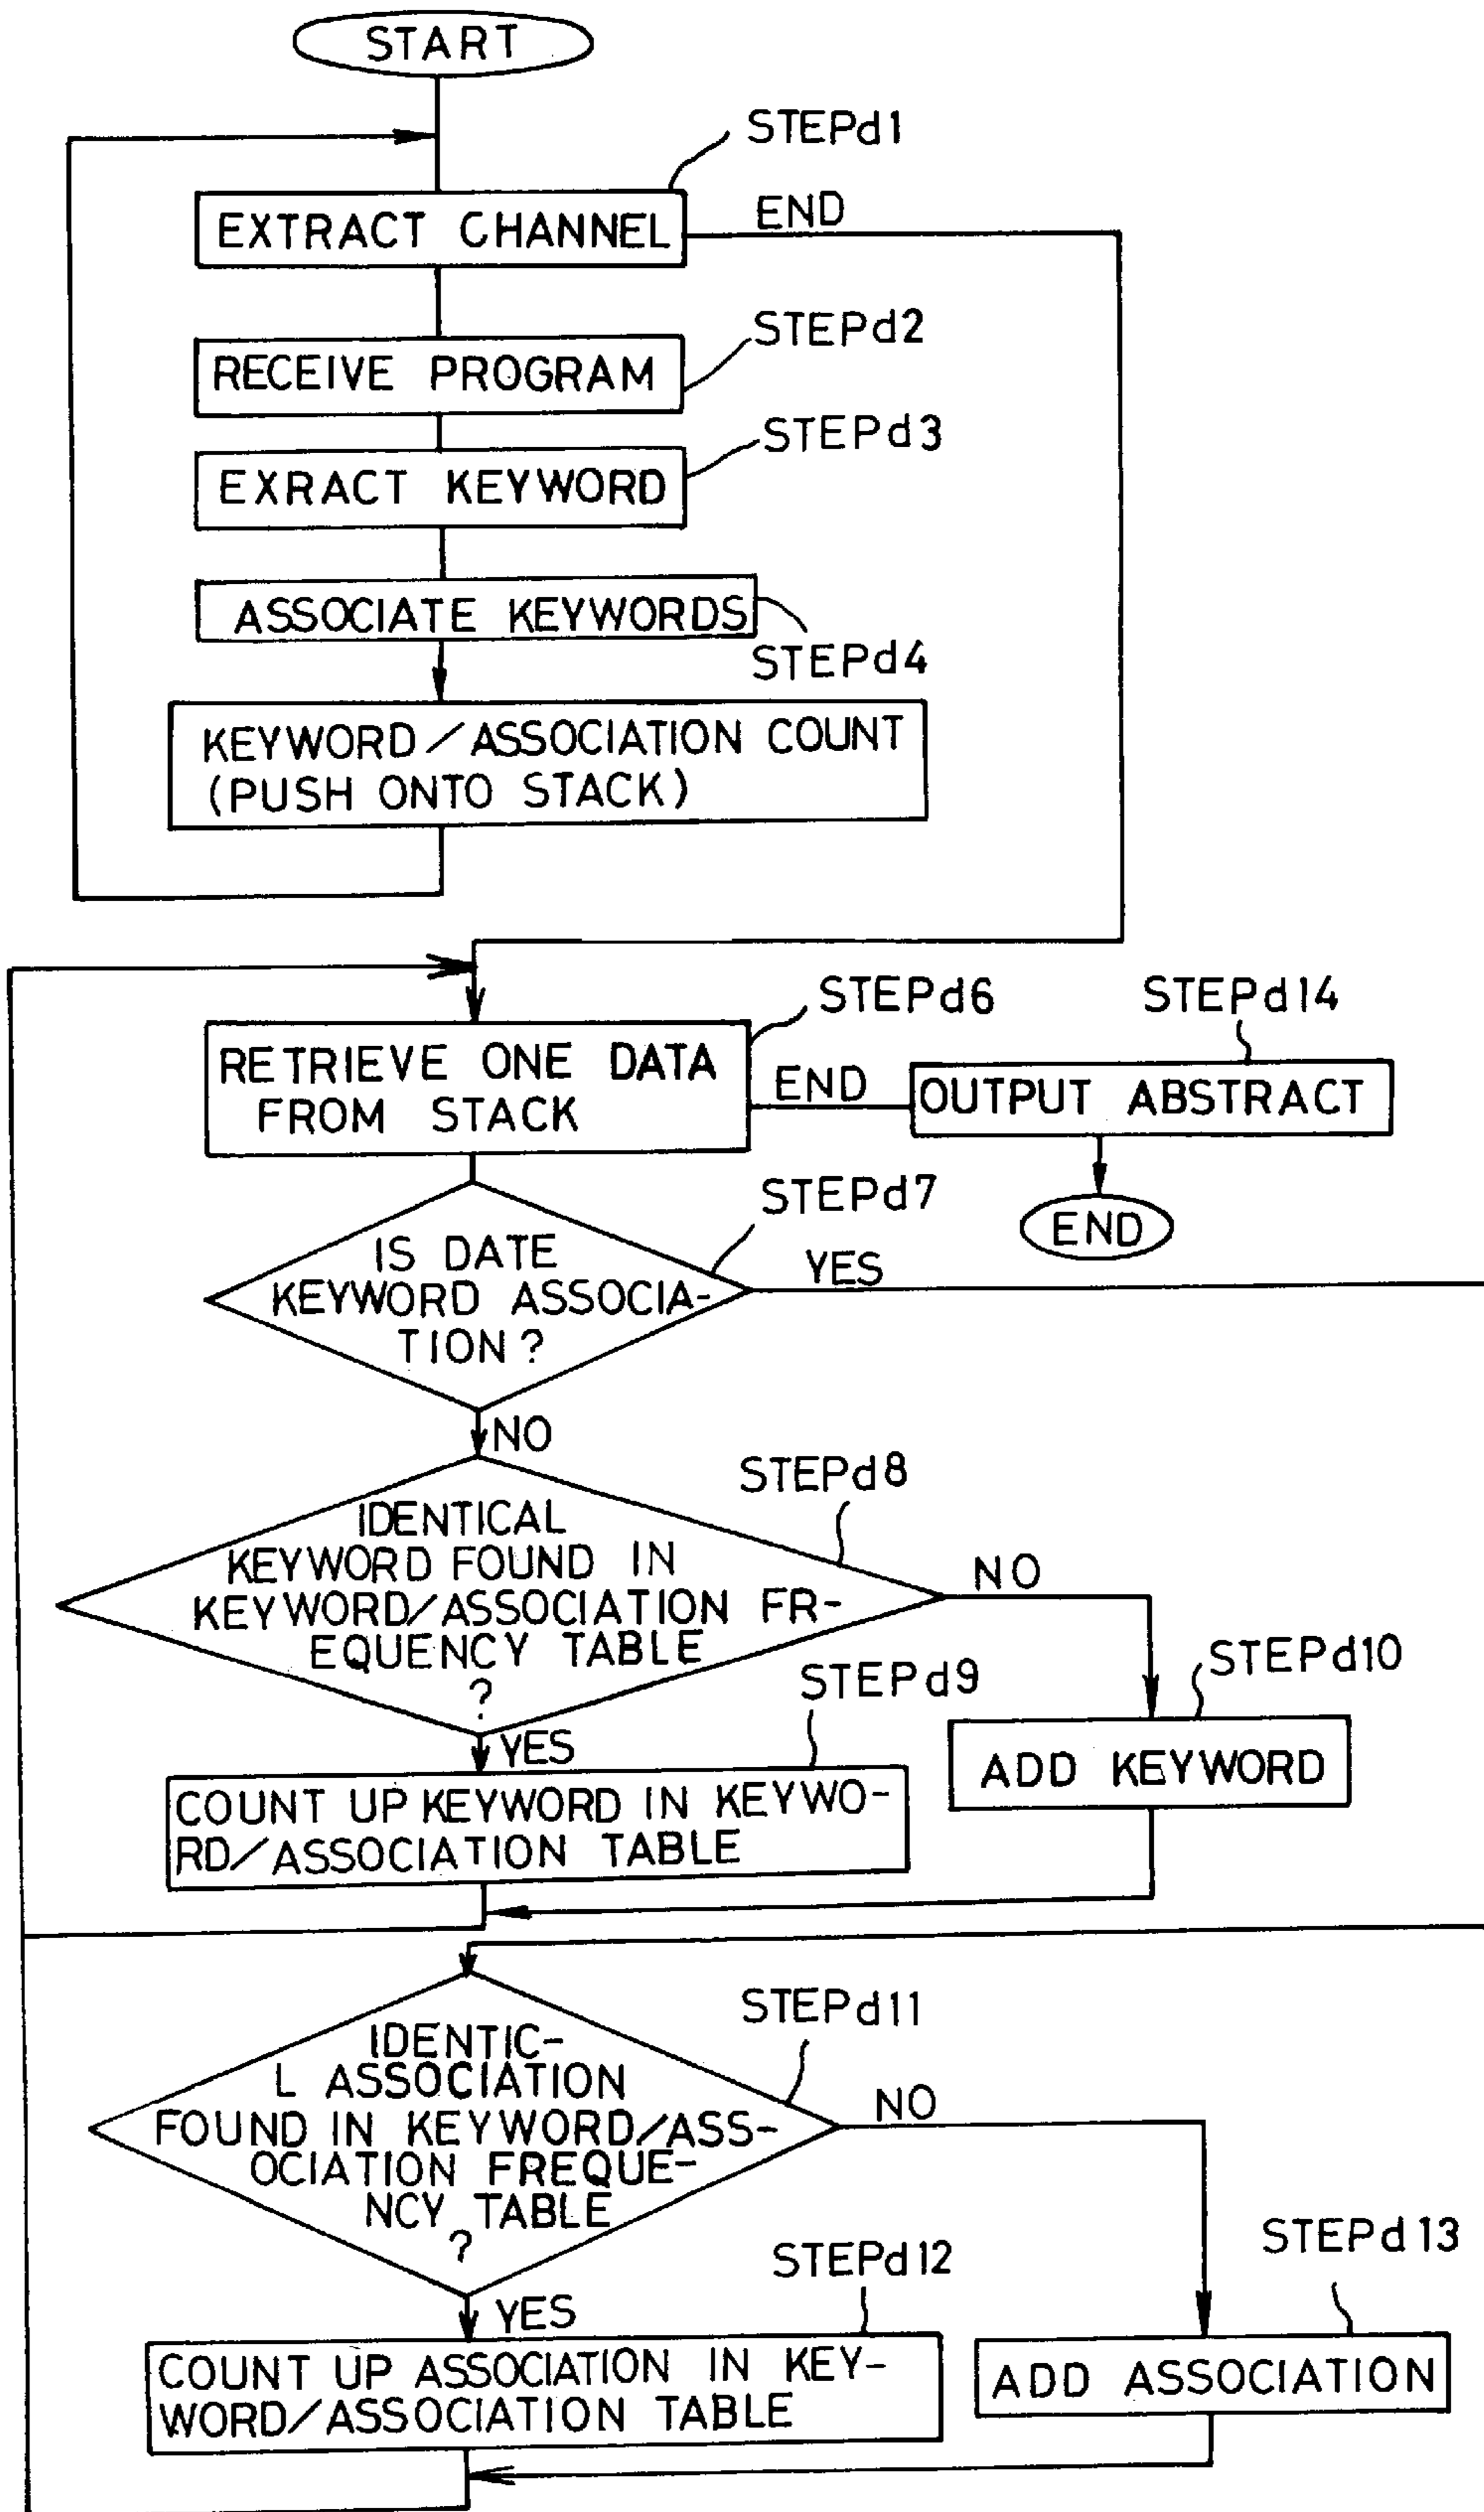 START
STEPd1
EXTRACT CHANNEL
END
STEPd2
RECEIVE PROGRAM
STEPd3
EXRACT KEYWORD
ASSOCIATE KEYWORDS
STEPd4
KEYWORD/ASSOCIATION COUNT
(PUSH ONTO STACK)
STEPd6
STEPd14
RETRIEVE ONE DATA
FROM STACK
END
OUTPUT ABSTRACT
END
STEPd7
IS DATE
KEYWORD ASSOCIA-
TION?
YES
NO
STEPd8
IDENTICAL
KEYWORD FOUND IN
KEYWORD/ASSOCIATION FR-
EQUENCY TABLE
?
NO
STEPd9
STEPd10
YES
ADD KEYWORD
COUNT UP KEYWORD IN KEYWO-
RD/ASSOCIATION TABLE
STEPd11
IDENTIC-
L ASSOCIATION
FOUND IN KEYWORD/ASS-
OCIATION FREQUE-
NCY TABLE
?
NO
STEPd12
STEPd13
YES
COUNT UP ASSOCIATION IN KEY-
WORD/ASSOCIATION TABLE
ADD ASSOCIATION